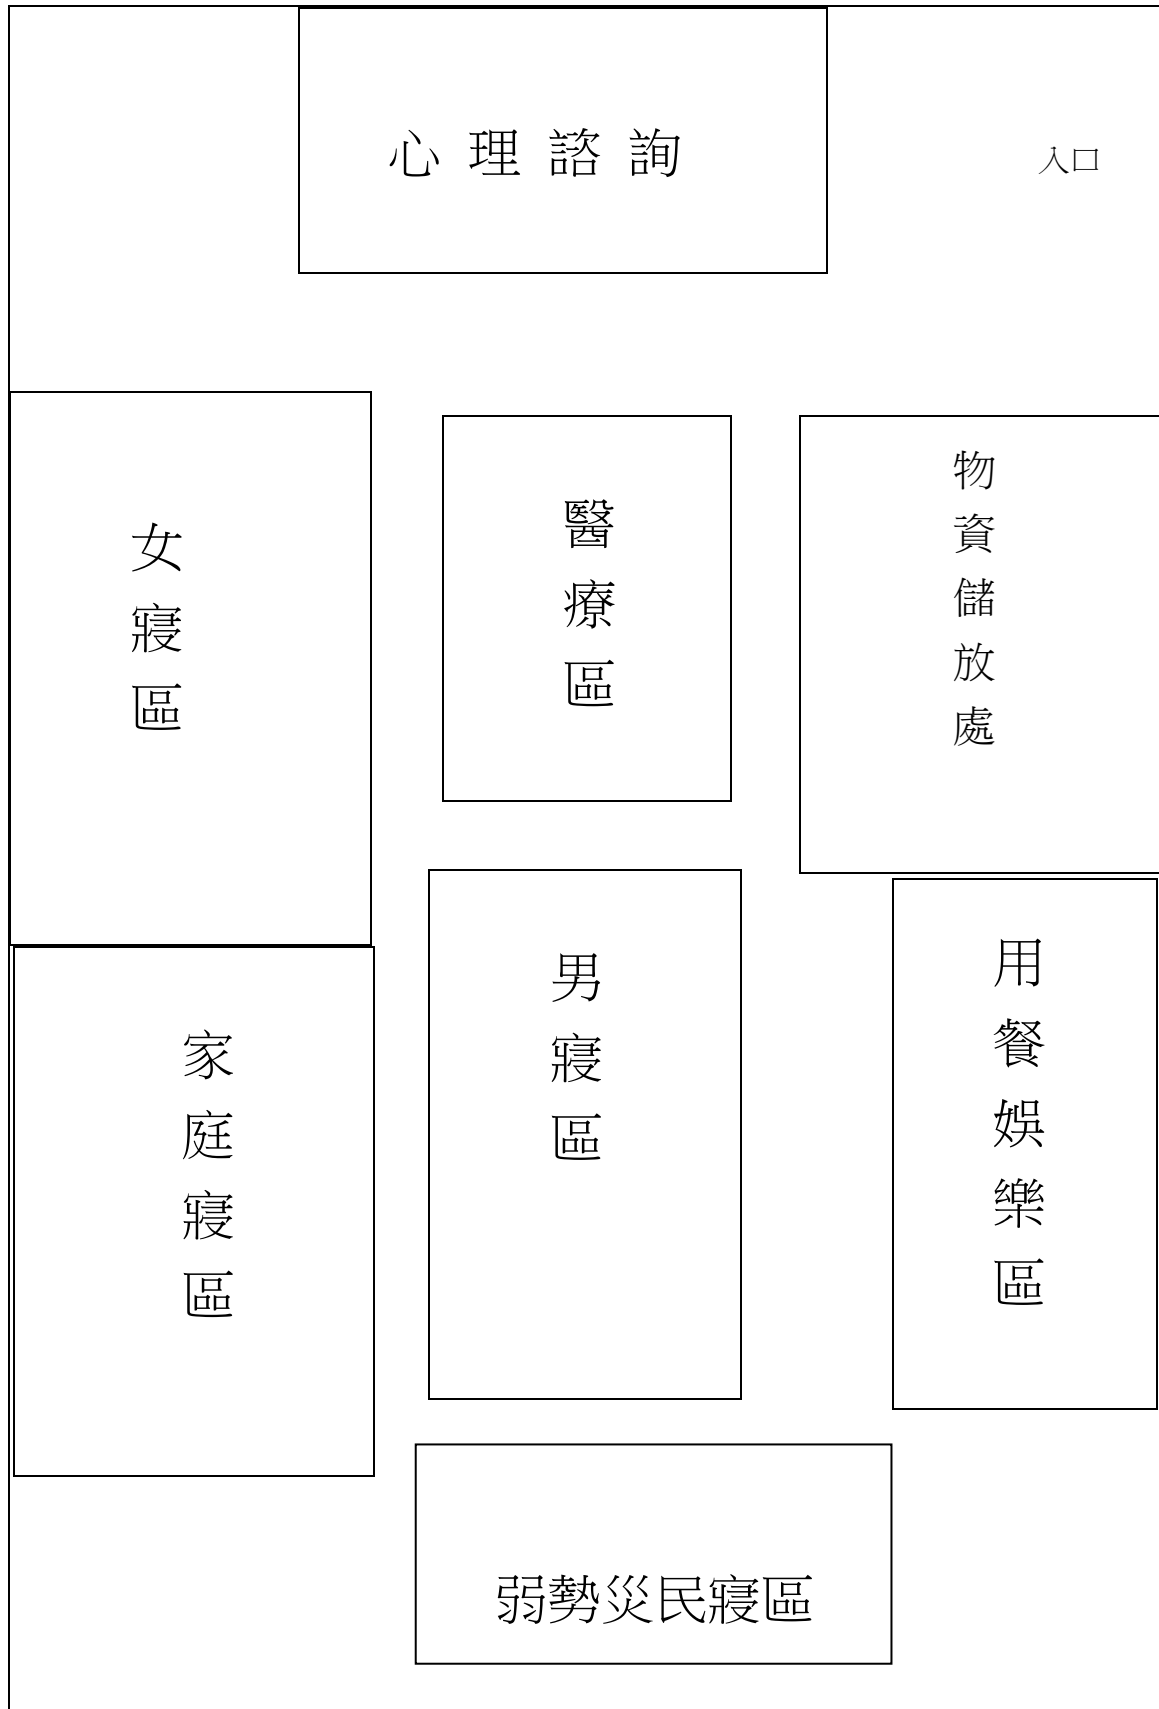 心理諮詢
入口
女寢區
醫療區
物資儲放處
家庭寢區
男寢區
用餐娛樂區
弱勢災民寢區